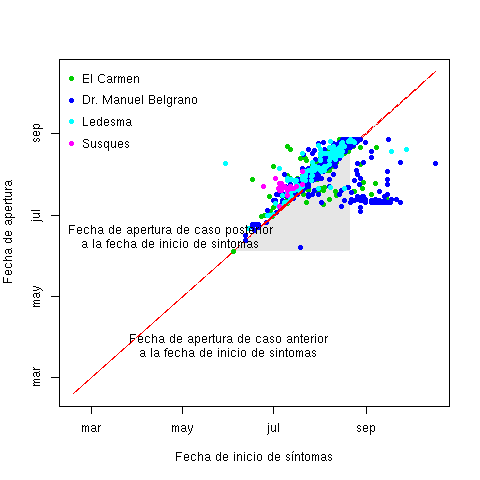 El Carmen
Dr. Manuel Belgrano
Ledesma
Susques
Fecha de apertura de caso posterior
a la fecha de inicio de sintomas
Fecha de apertura de caso anterior
a la fecha de inicio de sintomas
Fecha de apertura
sep
jul
may
mar
mar
may
jul
sep
Fecha de inicio de síntomas